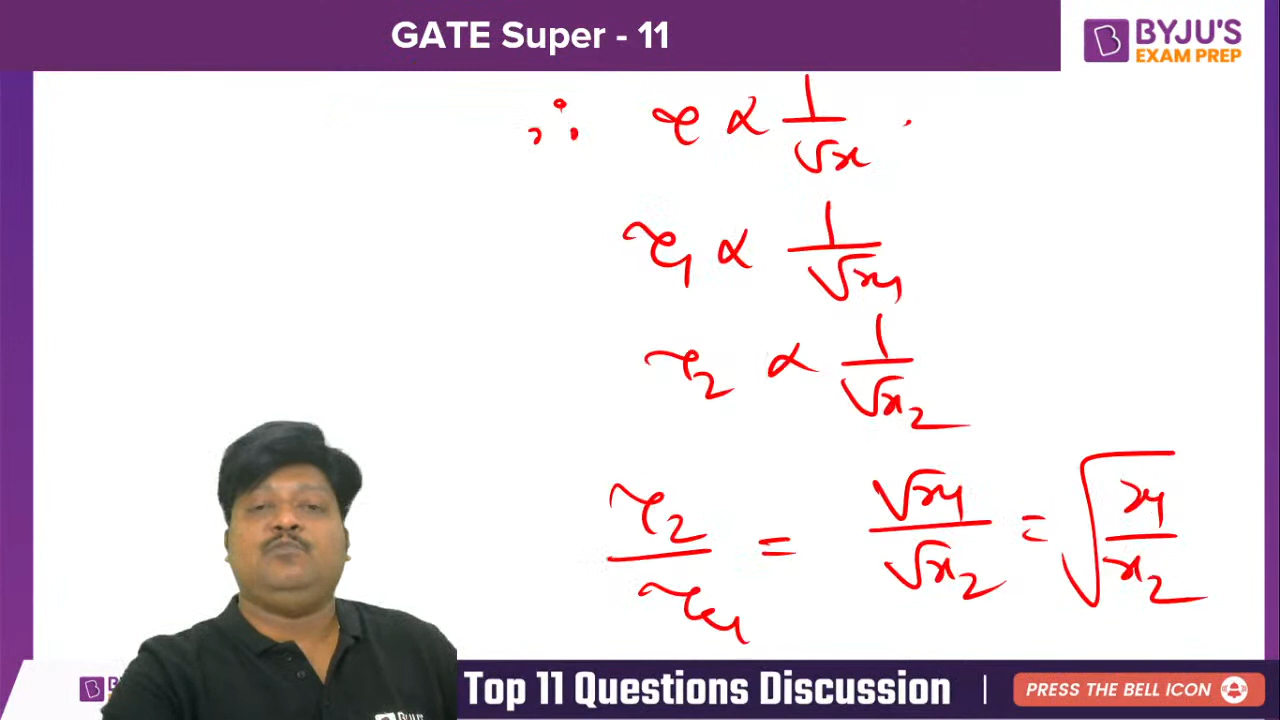 GATE Super - 11
BYJU'S
EXAM PREP
∴ τ ∝ 1/√x .
τ₁ ∝ 1/√x₁
τ₂ ∝ 1/√x₂
τ₂/τ₁ = √x₁/√x₂ = √(x₁/x₂)
Top 11 Questions Discussion | PRESS THE BELL ICON